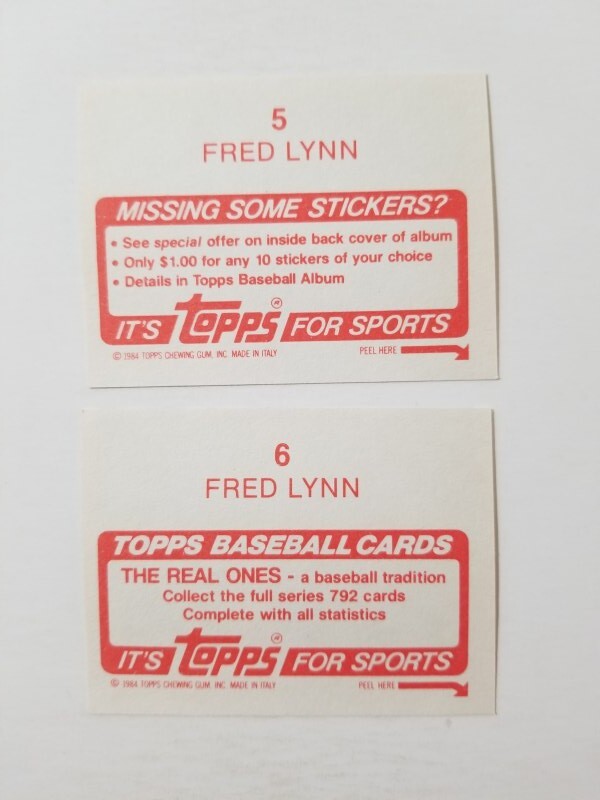 5
FRED LYNN
MISSING SOME STICKERS?
• See special offer on inside back cover of album
• Only $1.00 for any 10 stickers of your choice
• Details in Topps Baseball Album
IT'S topps ® FOR SPORTS
© 1984 TOPPS CHEWING GUM, INC. MADE IN ITALY PEEL HERE
6
FRED LYNN
TOPPS BASEBALL CARDS
THE REAL ONES - a baseball tradition
Collect the full series 792 cards
Complete with all statistics
IT'S topps ® FOR SPORTS
© 1984 TOPPS CHEWING GUM, INC. MADE IN ITALY PEEL HERE